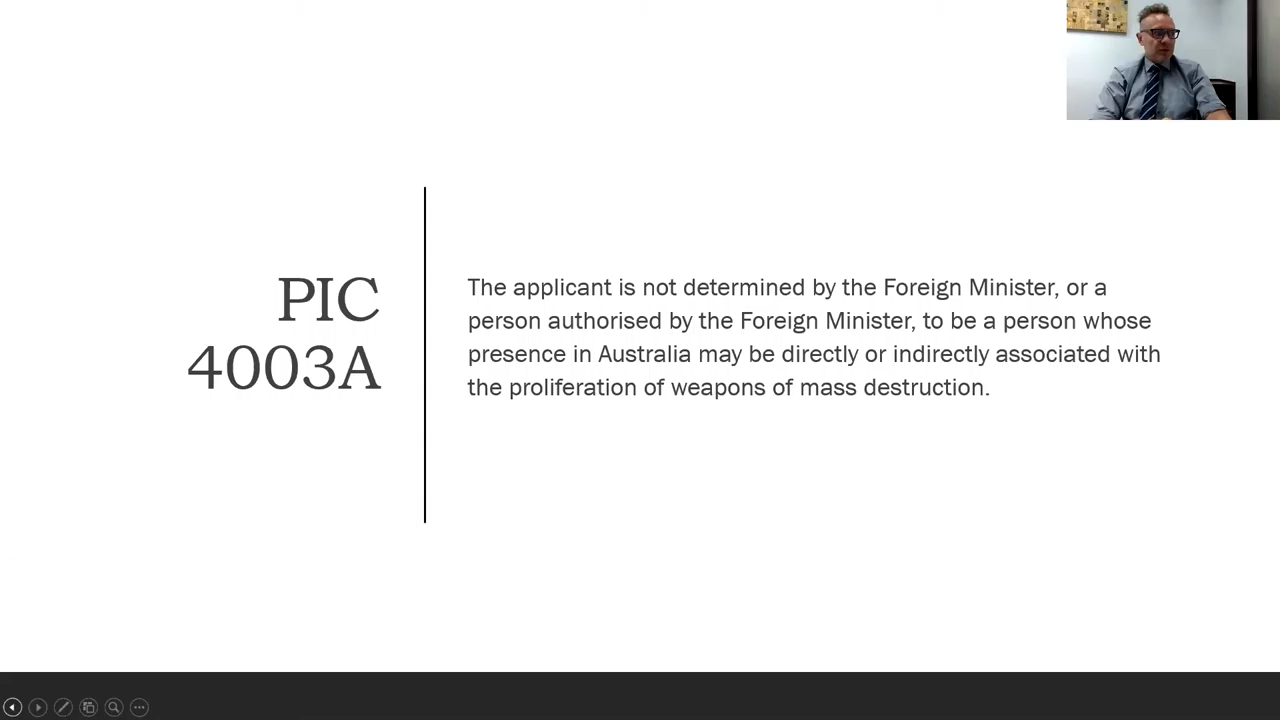 PIC
4003A
The applicant is not determined by the Foreign Minister, or a
person authorised by the Foreign Minister, to be a person whose
presence in Australia may be directly or indirectly associated with
the proliferation of weapons of mass destruction.